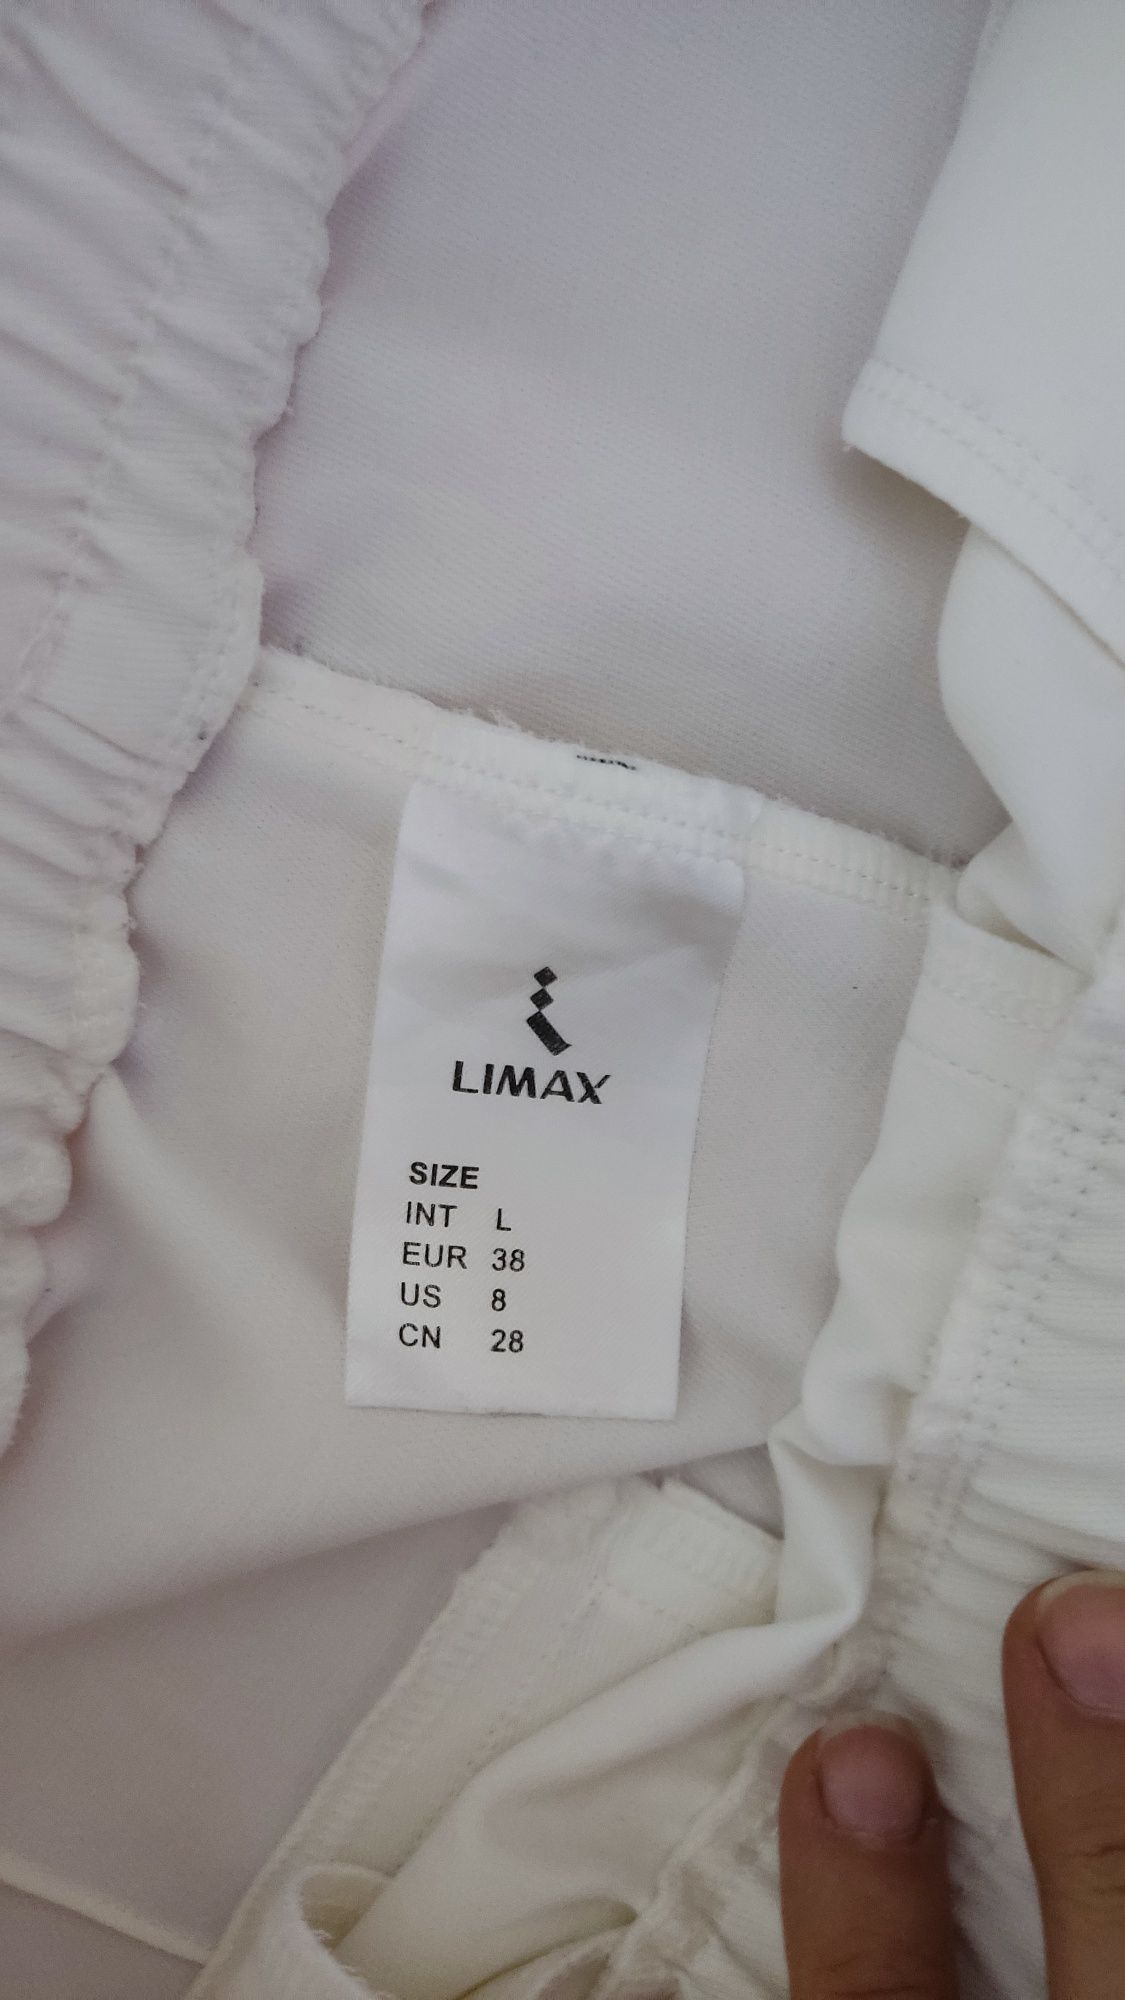 LIMAX
SIZE
INT L
EUR 38
US 8
CN 28